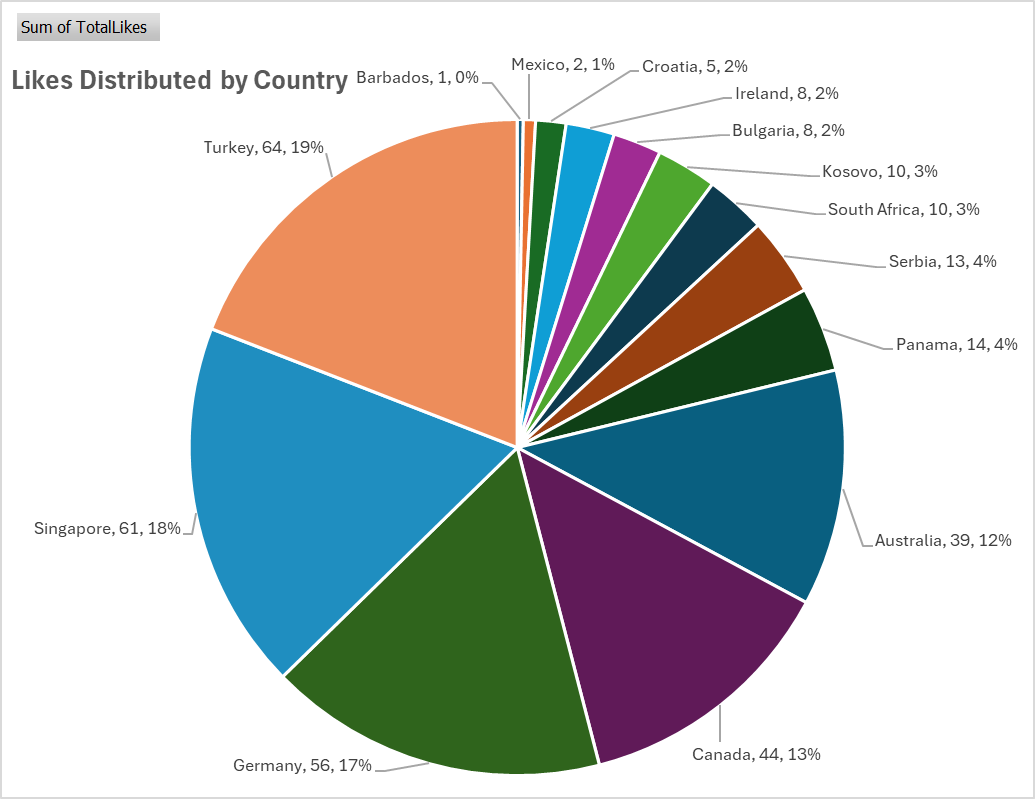 Sum of TotalLikes
Likes Distributed by Country
Barbados, 1, 0%
Mexico, 2, 1%
Croatia, 5, 2%
Ireland, 8, 2%
Bulgaria, 8, 2%
Kosovo, 10, 3%
South Africa, 10, 3%
Serbia, 13, 4%
Panama, 14, 4%
Australia, 39, 12%
Canada, 44, 13%
Germany, 56, 17%
Singapore, 61, 18%
Turkey, 64, 19%